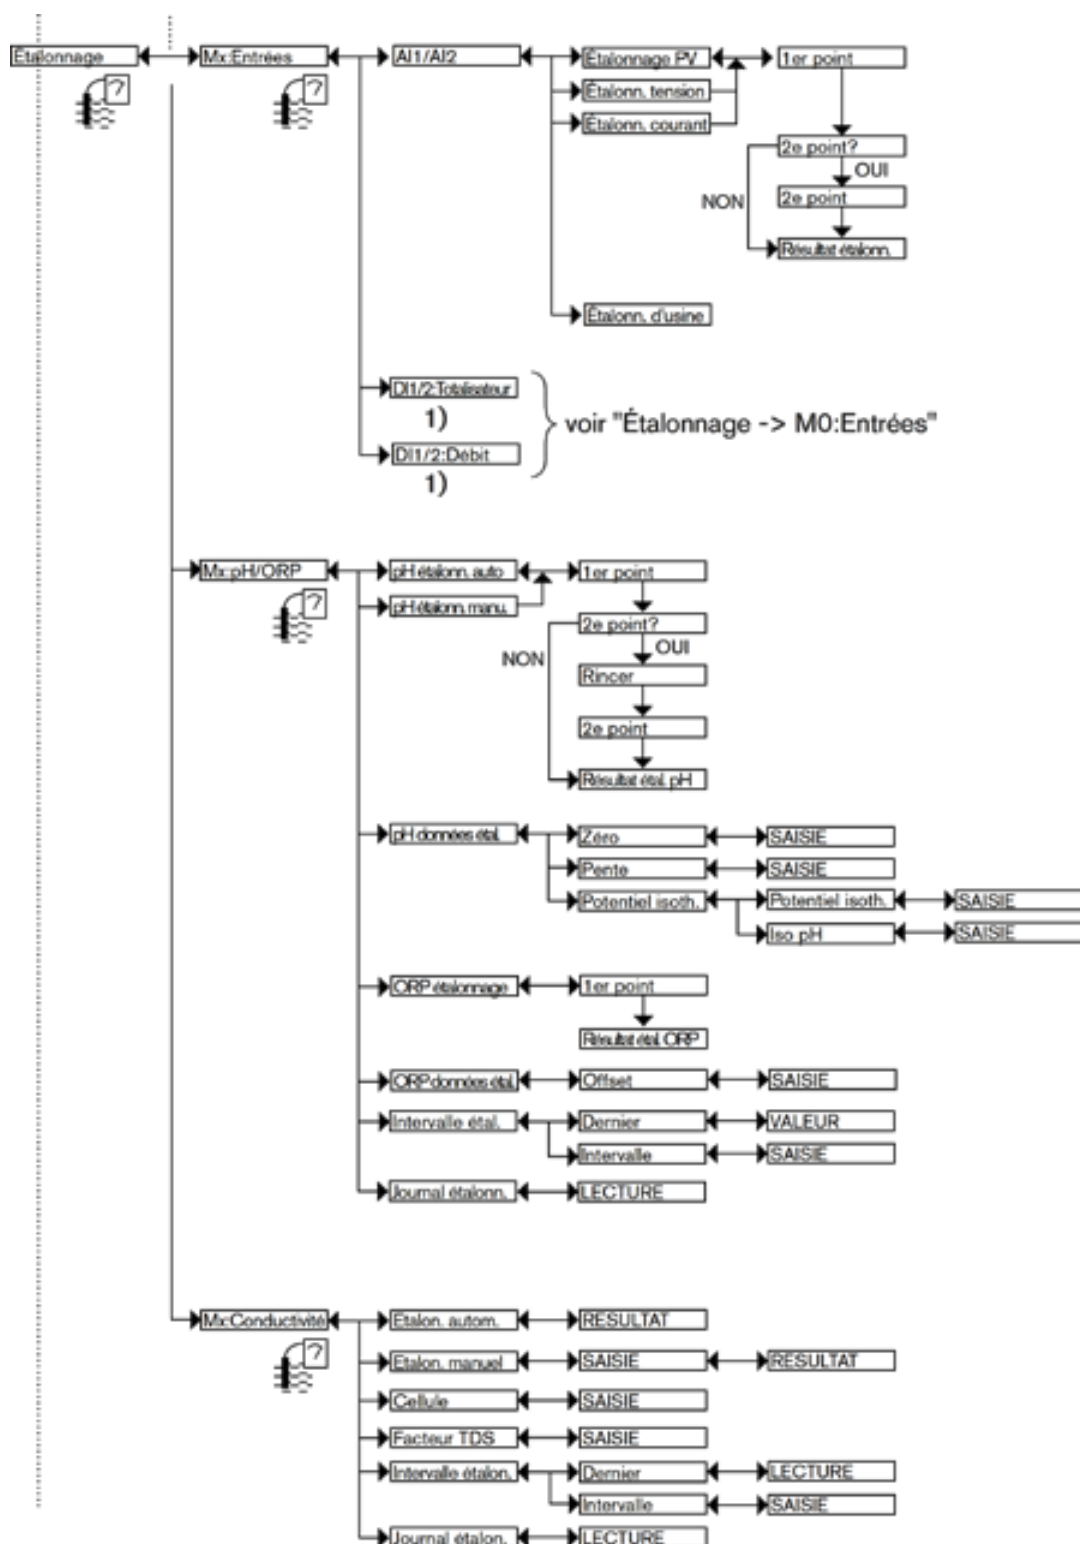 Étalonnage Mx:Entrées AI1/AI2 Étalonnage PV 1er point
?
?
Étalonn. tension
Étalonn. courant
2e point?
OUI
NON
2e point
Résultat étalonn.
Étalonn. d'usine
DI1/2:Totalisateur
1)
voir "Étalonnage -> M0:Entrées"
DI1/2:Débit
1)
Mx:pH/ORP pH étalonn. auto 1er point
?
pH étalonn. manu.
2e point?
OUI
NON
Rincer
2e point
Résultat étal. pH
pH données étal. Zéro SAISIE
Pente SAISIE
Potentiel isoth. Potentiel isoth. SAISIE
Iso pH SAISIE
ORP étalonnage 1er point
Résultat étal. ORP
ORP données étal. Offset SAISIE
Intervalle étal. Dernier VALEUR
Intervalle SAISIE
Journal étalonn. LECTURE
Mx:Conductivité Etalon. autom. RESULTAT
?
Etalon. manuel SAISIE RESULTAT
Cellule SAISIE
Facteur TDS SAISIE
Intervalle étalon. Dernier LECTURE
Intervalle SAISIE
Journal étalon. LECTURE